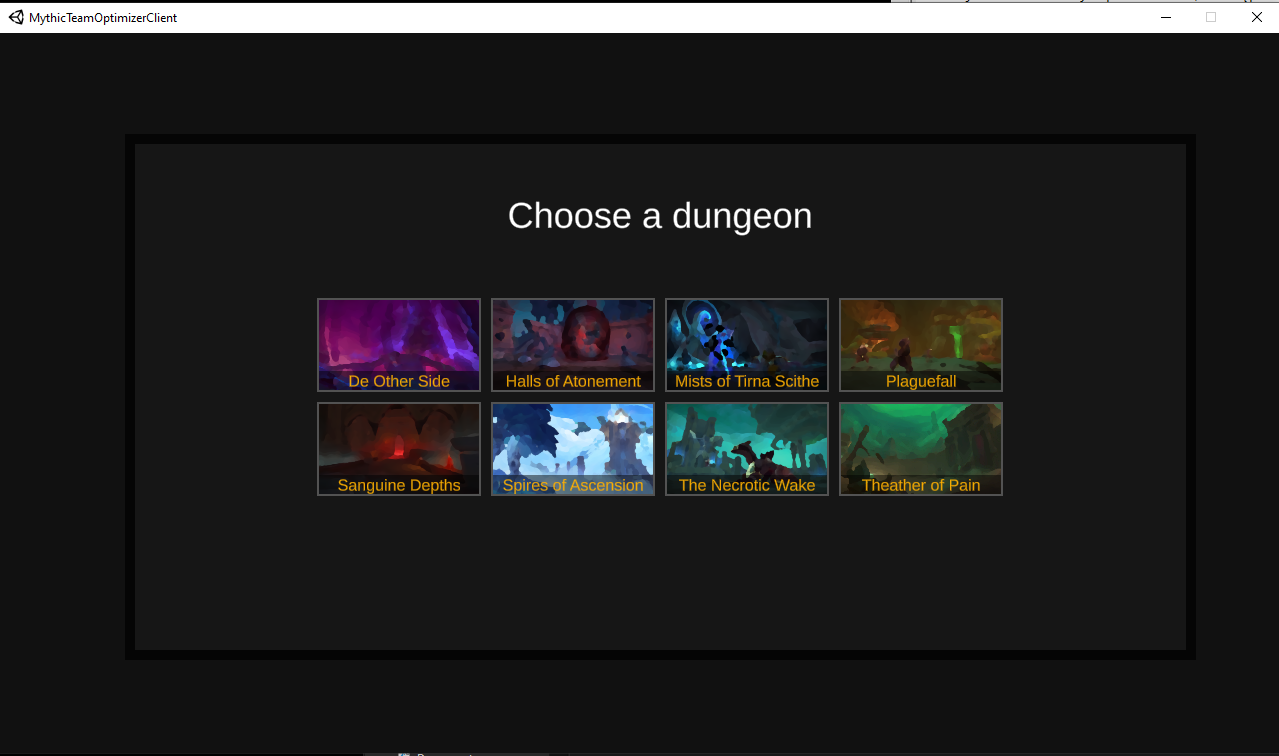 MythicTeamOptimizerClient
Choose a dungeon
De Other Side
Halls of Atonement
Mists of Tirna Scithe
Plaguefall
Sanguine Depths
Spires of Ascension
The Necrotic Wake
Theather of Pain